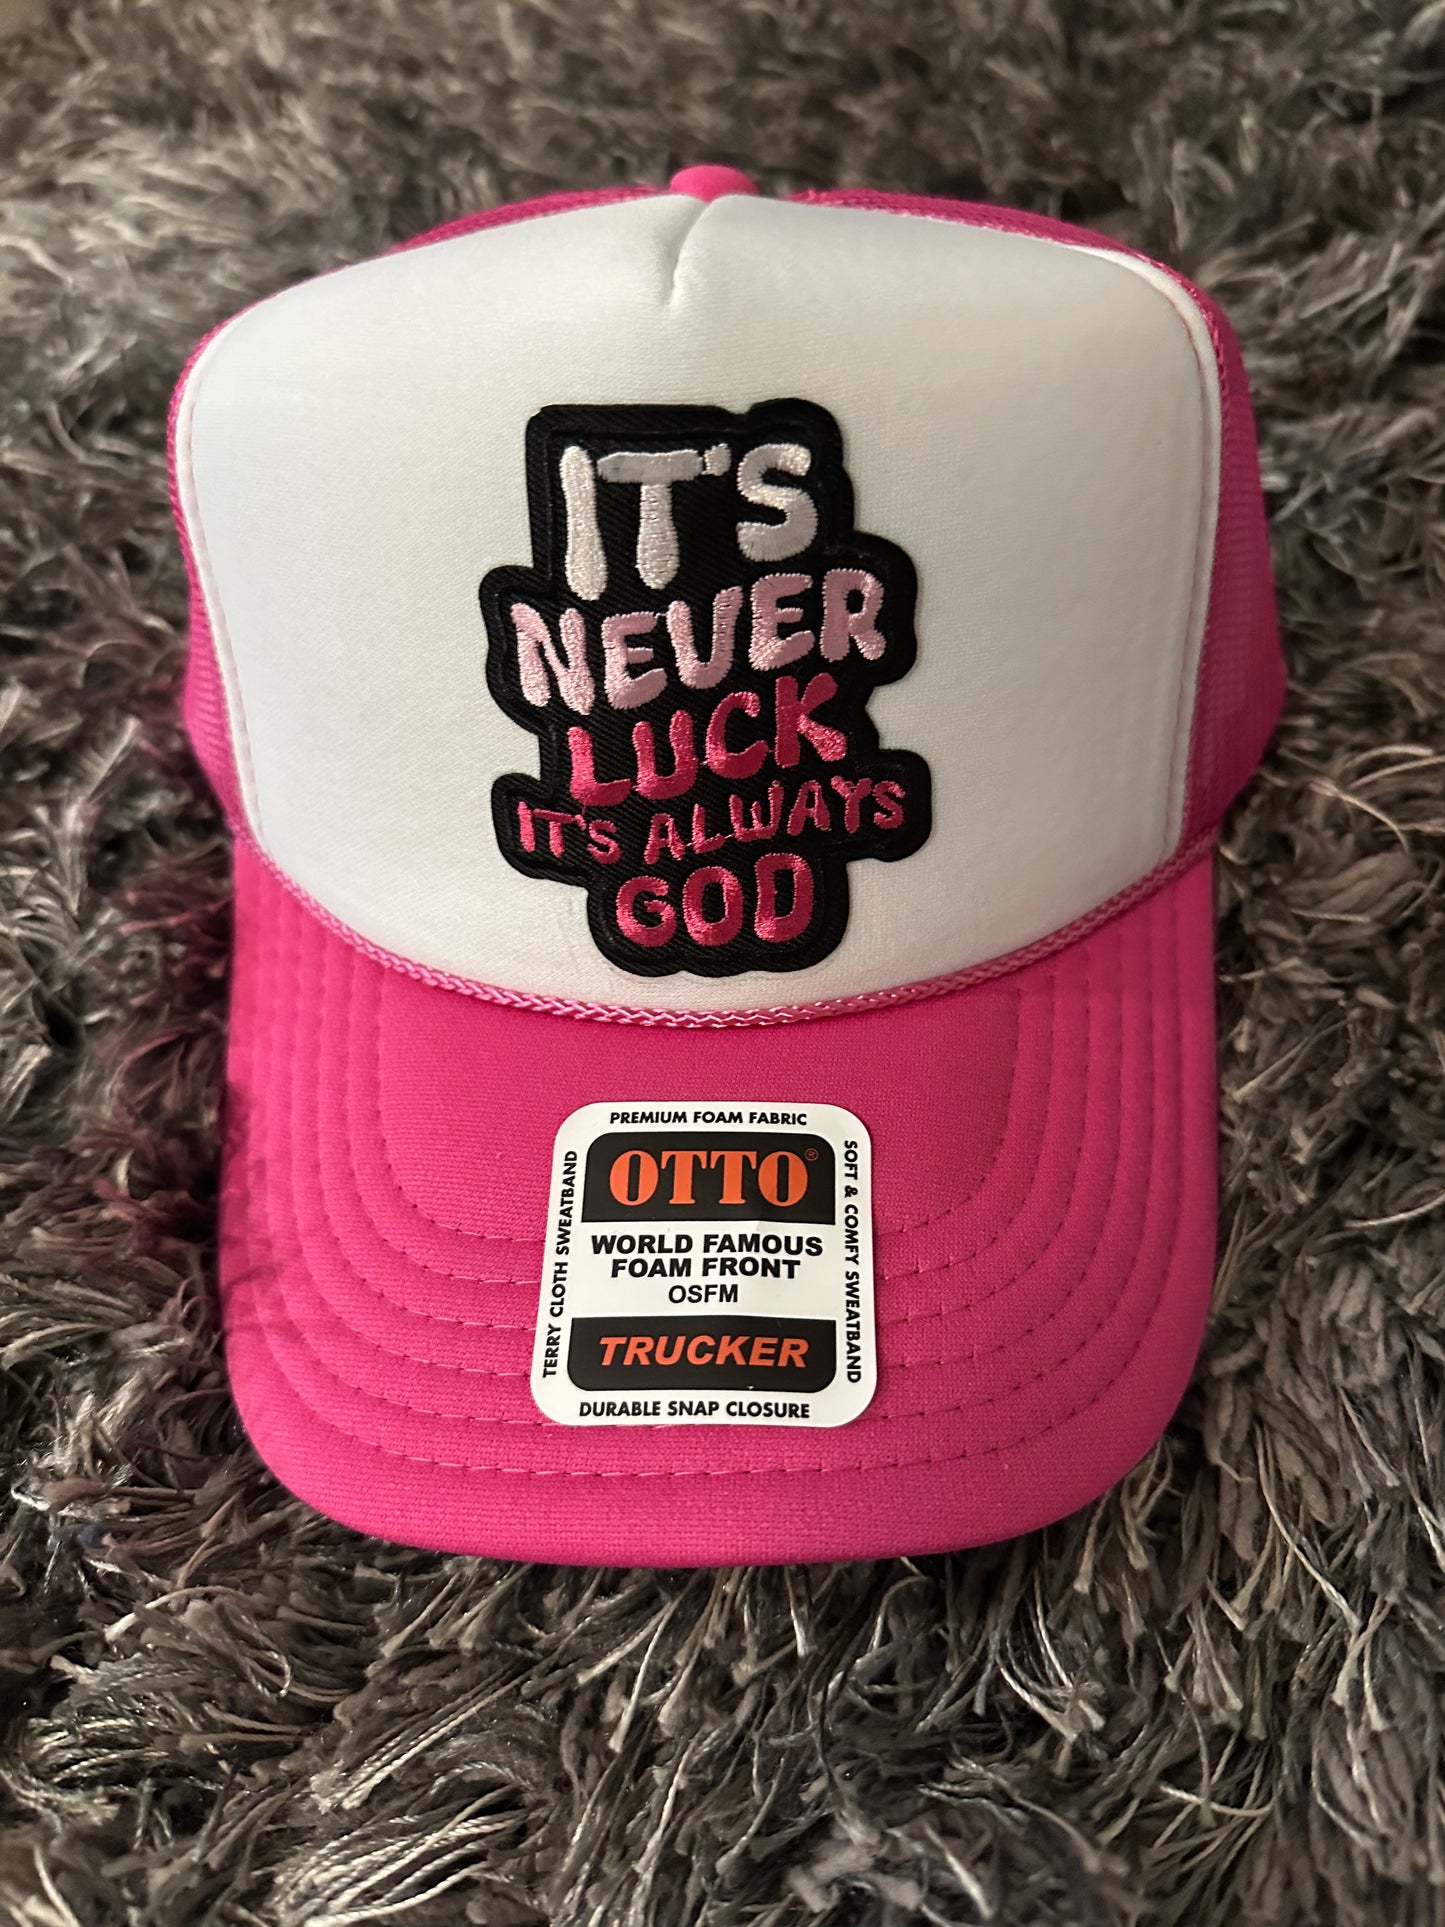 IT'S
NEVER
LUCK
IT'S ALWAYS
GOD
PREMIUM FOAM FABRIC
OTTO®
WORLD FAMOUS
FOAM FRONT
OSFM
TRUCKER
DURABLE SNAP CLOSURE
TERRY CLOTH SWEATBAND
SOFT & COMFY SWEATBAND